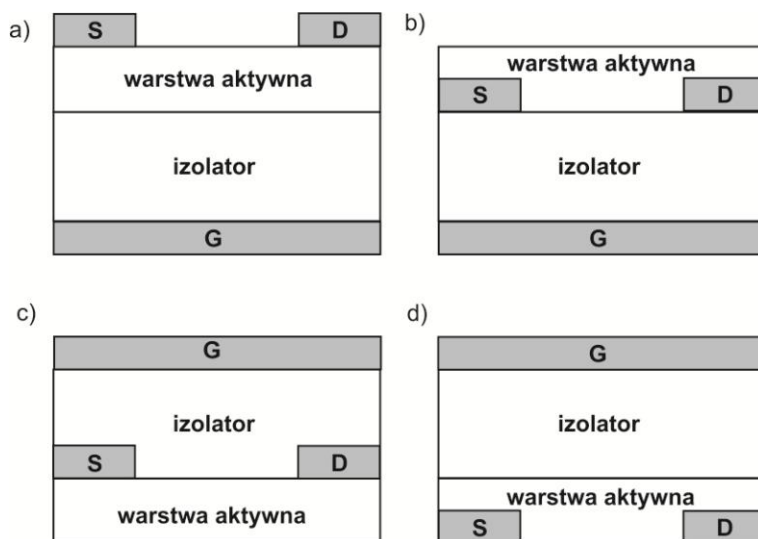 a)
S D
warstwa aktywna
izolator
G
b)
warstwa aktywna
S D
izolator
G
c)
G
izolator
S D
warstwa aktywna
d)
G
izolator
warstwa aktywna
S D